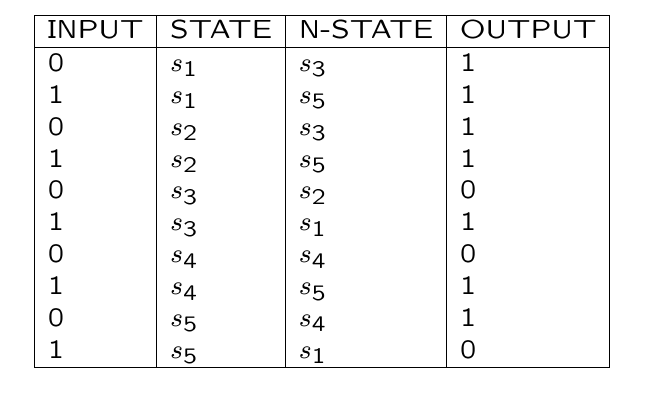 INPUT STATE N-STATE OUTPUT
0 s₁ s₃ 1
1 s₁ s₅ 1
0 s₂ s₃ 1
1 s₂ s₅ 1
0 s₃ s₂ 0
1 s₃ s₁ 1
0 s₄ s₄ 0
1 s₄ s₅ 1
0 s₅ s₄ 1
1 s₅ s₁ 0